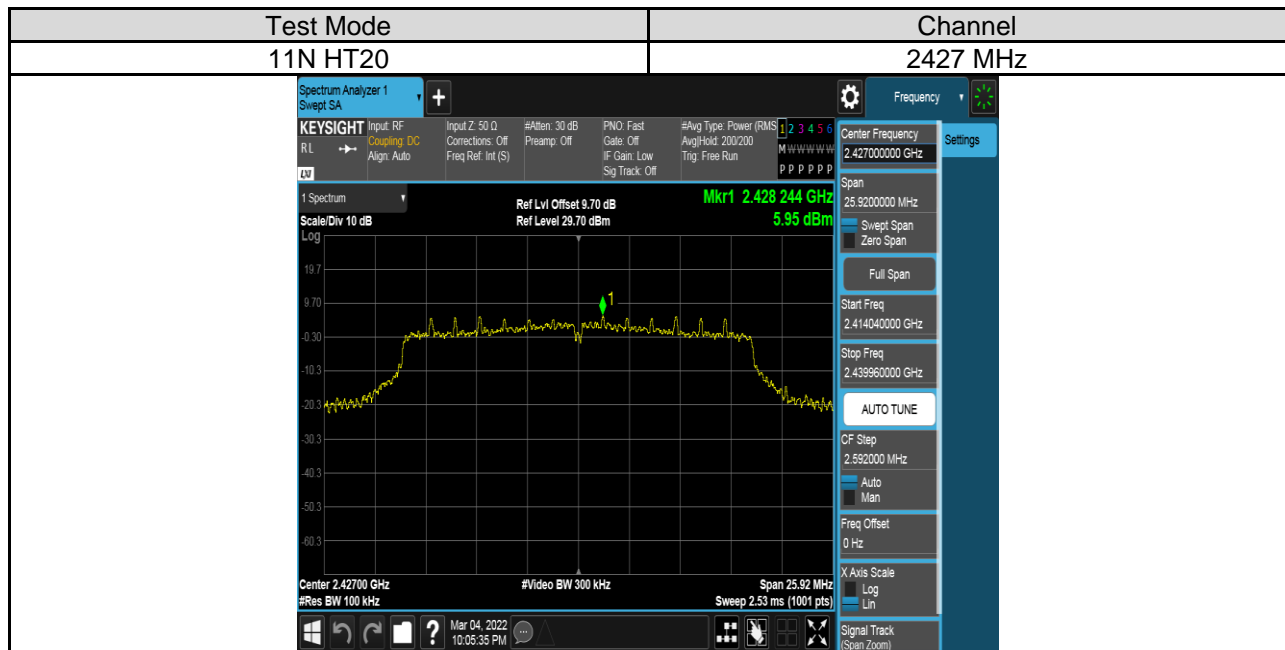 Test Mode Channel
11N HT20 2427 MHz
Spectrum Analyzer 1
Swept SA
+
Frequency
KEYSIGHT
RL
LXI
Input: RF
Coupling: DC
Align: Auto
Input Z: 50 Ω
Corrections: Off
Freq Ref: Int (S)
#Atten: 30 dB
Preamp: Off
PNO: Fast
Gate: Off
IF Gain: Low
Sig Track: Off
#Avg Type: Power (RMS
Avg|Hold: 200/200
Trig: Free Run
1 2 3 4 5 6
M W W W W W
P P P P P P
Center Frequency
2.427000000 GHz
Settings
1 Spectrum
Scale/Div 10 dB
Ref Lvl Offset 9.70 dB
Ref Level 29.70 dBm
Mkr1 2.428 244 GHz
5.95 dBm
Span
25.9200000 MHz
Swept Span
Zero Span
Full Span
Start Freq
2.414040000 GHz
Stop Freq
2.439960000 GHz
AUTO TUNE
CF Step
2.592000 MHz
Auto
Man
Freq Offset
0 Hz
X Axis Scale
Log
Lin
Signal Track
(Span Zoom)
Log
19.7
9.70
-0.30
-10.3
-20.3
-30.3
-40.3
-50.3
-60.3
1
Center 2.42700 GHz
#Res BW 100 kHz
#Video BW 300 kHz
Span 25.92 MHz
Sweep 2.53 ms (1001 pts)
?
Mar 04, 2022
10:05:35 PM